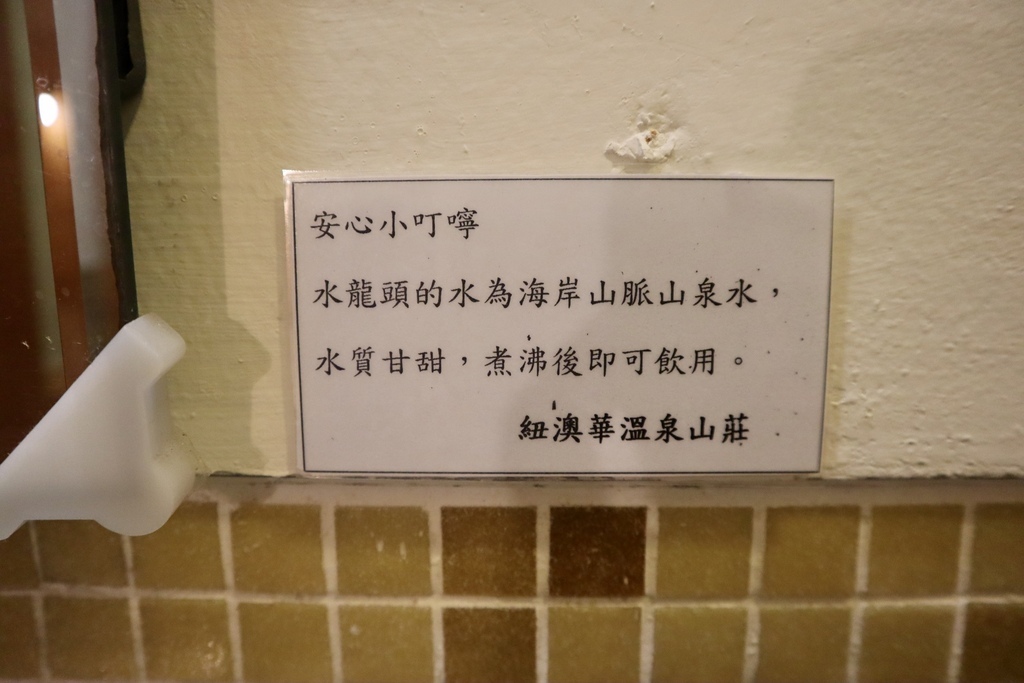 安心小叮嚀
水龍頭的水為海岸山脈山泉水，
水質甘甜，煮沸後即可飲用。
紐澳華溫泉山莊